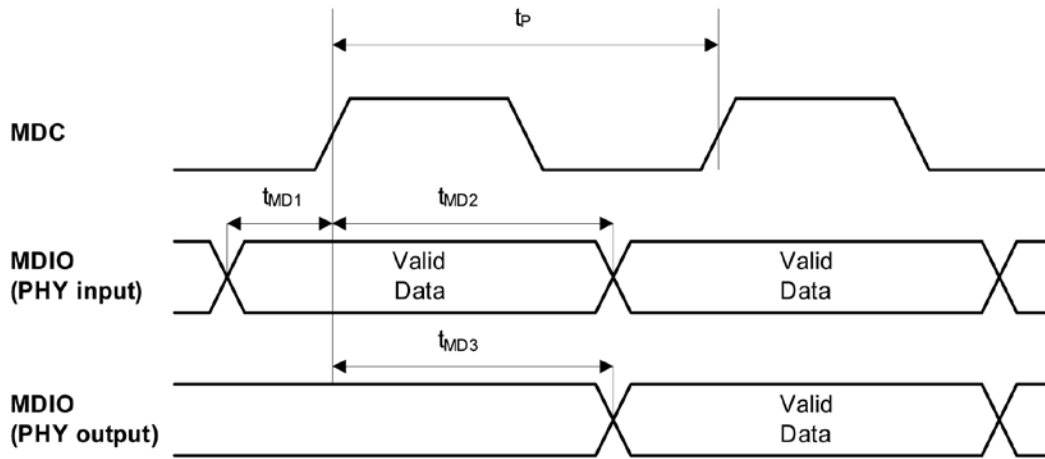 tP
MDC
tMD1
tMD2
MDIO
(PHY input)
Valid
Data
Valid
Data
tMD3
MDIO
(PHY output)
Valid
Data